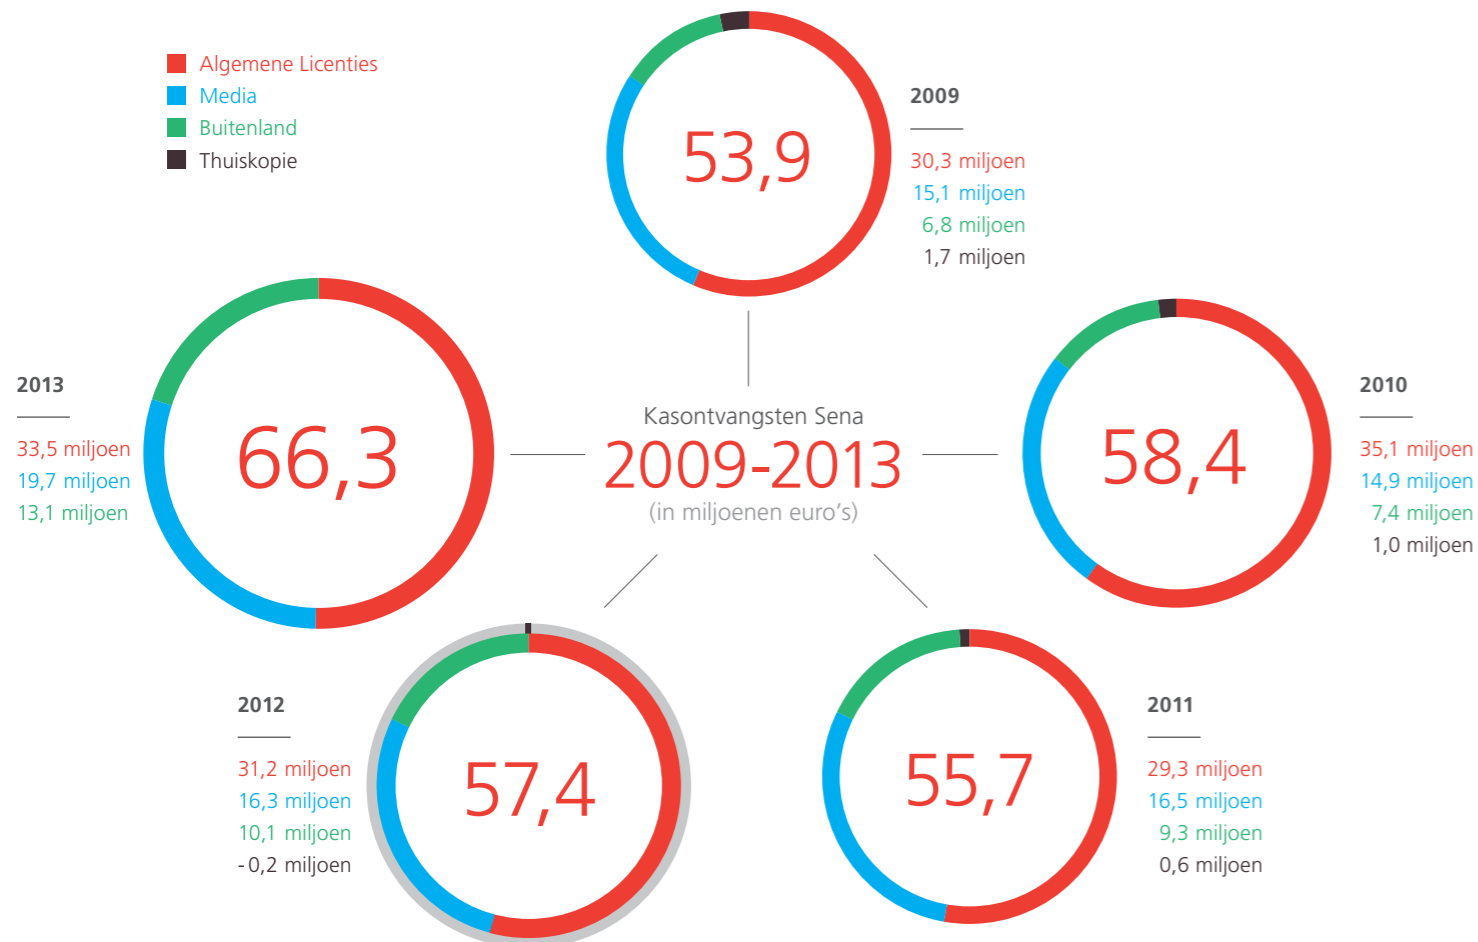 Algemene Licenties
Media
Buitenland
Thuiskopie
53,9
2009
30,3 miljoen
15,1 miljoen
6,8 miljoen
1,7 miljoen
58,4
2010
35,1 miljoen
14,9 miljoen
7,4 miljoen
1,0 miljoen
55,7
2011
29,3 miljoen
16,5 miljoen
9,3 miljoen
0,6 miljoen
57,4
2012
31,2 miljoen
16,3 miljoen
10,1 miljoen
-0,2 miljoen
66,3
2013
33,5 miljoen
19,7 miljoen
13,1 miljoen
Kasontvangsten Sena
2009-2013
(in miljoenen euro's)